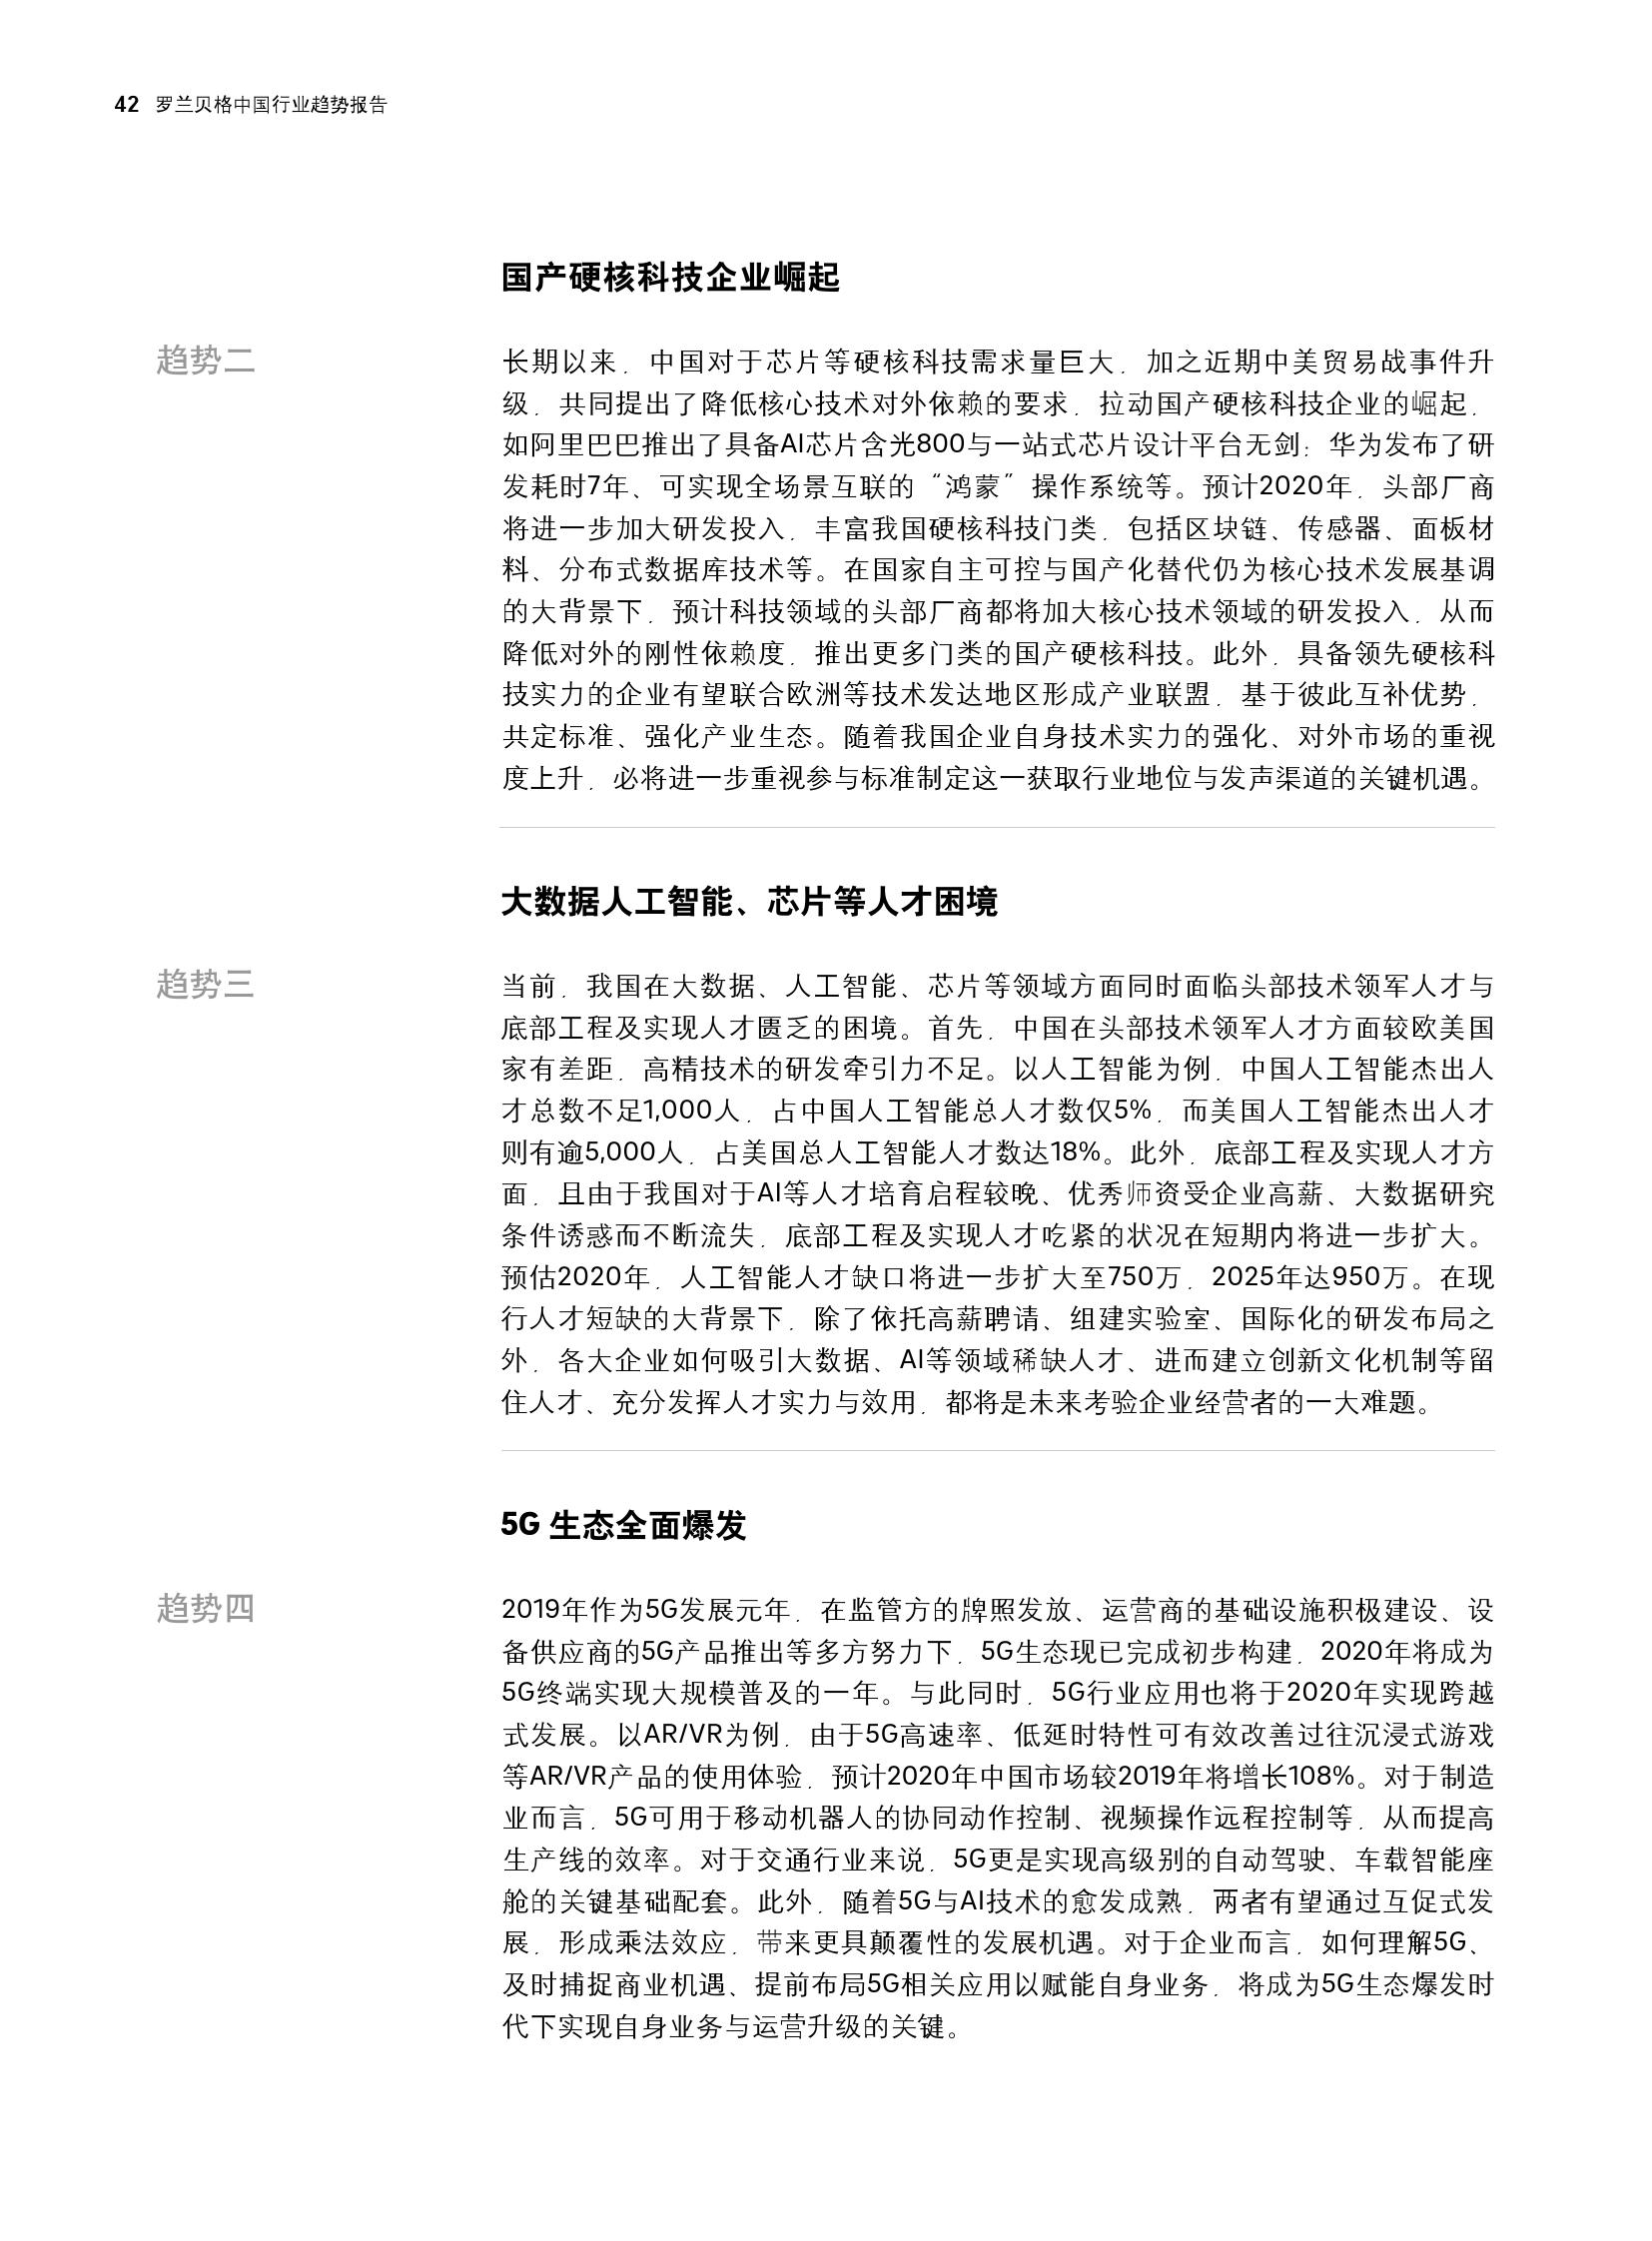 42 罗兰贝格中国行业趋势报告
国产硬核科技企业崛起
趋势二
长期以来，中国对于芯片等硬核科技需求量巨大，加之近期中美贸易战事件升
级，共同提出了降低核心技术对外依赖的要求，拉动国产硬核科技企业的崛起，
如阿里巴巴推出了具备AI芯片含光800与一站式芯片设计平台无剑；华为发布了研
发耗时7年、可实现全场景互联的“鸿蒙”操作系统等。预计2020年，头部厂商
将进一步加大研发投入，丰富我国硬核科技门类，包括区块链、传感器、面板材
料、分布式数据库技术等。在国家自主可控与国产化替代仍为核心技术发展基调
的大背景下，预计科技领域的头部厂商都将加大核心技术领域的研发投入，从而
降低对外的刚性依赖度，推出更多门类的国产硬核科技。此外，具备领先硬核科
技实力的企业有望联合欧洲等技术发达地区形成产业联盟，基于彼此互补优势，
共定标准、强化产业生态。随着我国企业自身技术实力的强化、对外市场的重视
度上升，必将进一步重视参与标准制定这一获取行业地位与发声渠道的关键机遇。
大数据人工智能、芯片等人才困境
趋势三
当前，我国在大数据、人工智能、芯片等领域方面同时面临头部技术领军人才与
底部工程及实现人才匮乏的困境。首先，中国在头部技术领军人才方面较欧美国
家有差距，高精技术的研发牵引力不足。以人工智能为例，中国人工智能杰出人
才总数不足1,000人，占中国人工智能总人才数仅5%，而美国人工智能杰出人才
则有逾5,000人，占美国总人工智能人才数达18%。此外，底部工程及实现人才方
面，且由于我国对于AI等人才培育启程较晚、优秀师资受企业高薪、大数据研究
条件诱惑而不断流失，底部工程及实现人才吃紧的状况在短期内将进一步扩大。
预估2020年，人工智能人才缺口将进一步扩大至750万，2025年达950万。在现
行人才短缺的大背景下，除了依托高薪聘请、组建实验室、国际化的研发布局之
外，各大企业如何吸引大数据、AI等领域稀缺人才、进而建立创新文化机制等留
住人才、充分发挥人才实力与效用，都将是未来考验企业经营者的一大难题。
5G 生态全面爆发
趋势四
2019年作为5G发展元年，在监管方的牌照发放、运营商的基础设施积极建设、设
备供应商的5G产品推出等多方努力下，5G生态现已完成初步构建，2020年将成为
5G终端实现大规模普及的一年。与此同时，5G行业应用也将于2020年实现跨越
式发展。以AR/VR为例，由于5G高速率、低延时特性可有效改善过往沉浸式游戏
等AR/VR产品的使用体验，预计2020年中国市场较2019年将增长108%。对于制造
业而言，5G可用于移动机器人的协同动作控制、视频操作远程控制等，从而提高
生产线的效率。对于交通行业来说，5G更是实现高级别的自动驾驶、车载智能座
舱的关键基础配套。此外，随着5G与AI技术的愈发成熟，两者有望通过互促式发
展，形成乘法效应，带来更具颠覆性的发展机遇。对于企业而言，如何理解5G、
及时捕捉商业机遇、提前布局5G相关应用以赋能自身业务，将成为5G生态爆发时
代下实现自身业务与运营升级的关键。